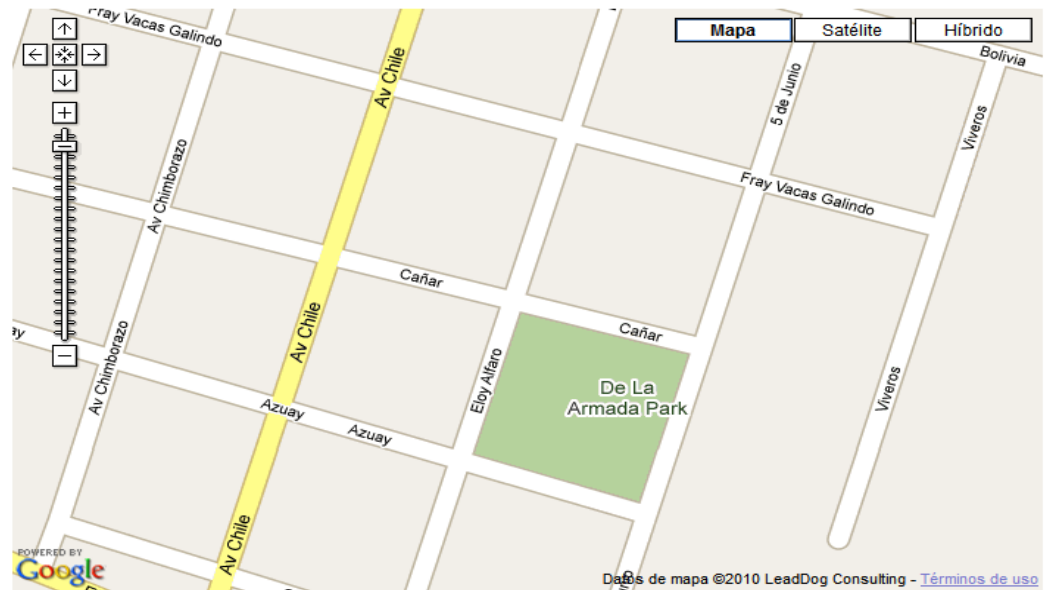 Fray Vacas Galindo
Mapa
Satélite
Híbrido
Bolivia
Av Chile
5 de Junio
Viveros
Av Chimborazo
Fray Vacas Galindo
Cañar
Av Chile
Cañar
Av Chimborazo
Eloy Alfaro
De La
Armada Park
Viveros
Azuay
Azuay
Av Chile
POWERED BY
Google
Datos de mapa ©2010 LeadDog Consulting - Términos de uso